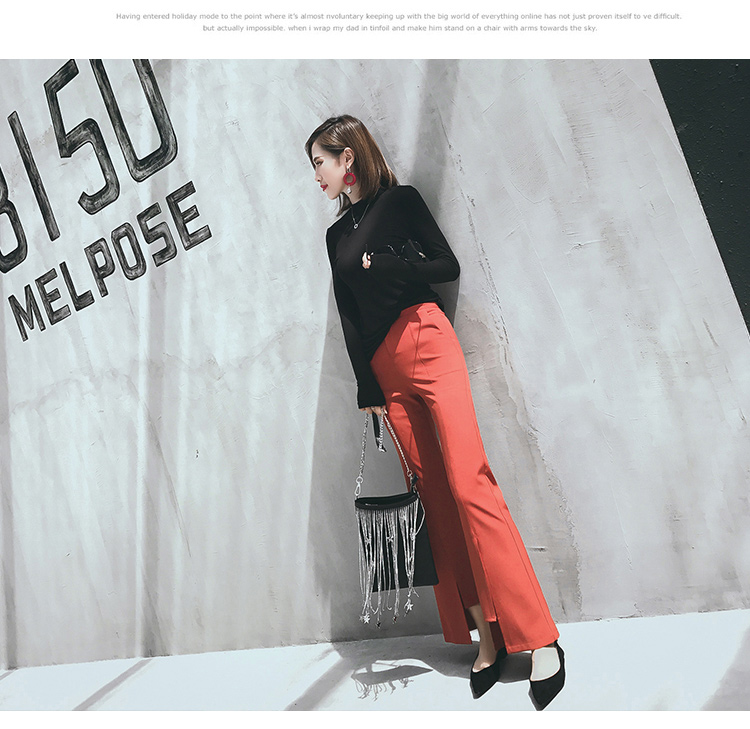 Having entered holiday mode to the point where it's almost nvoluntary keeping up with the big world of everything online has not just proven itself to ve difficult.
but actually impossible. when i wrap my dad in tinfoil and make him stand on a chair with arms towards the sky.
8150
MELPOSE